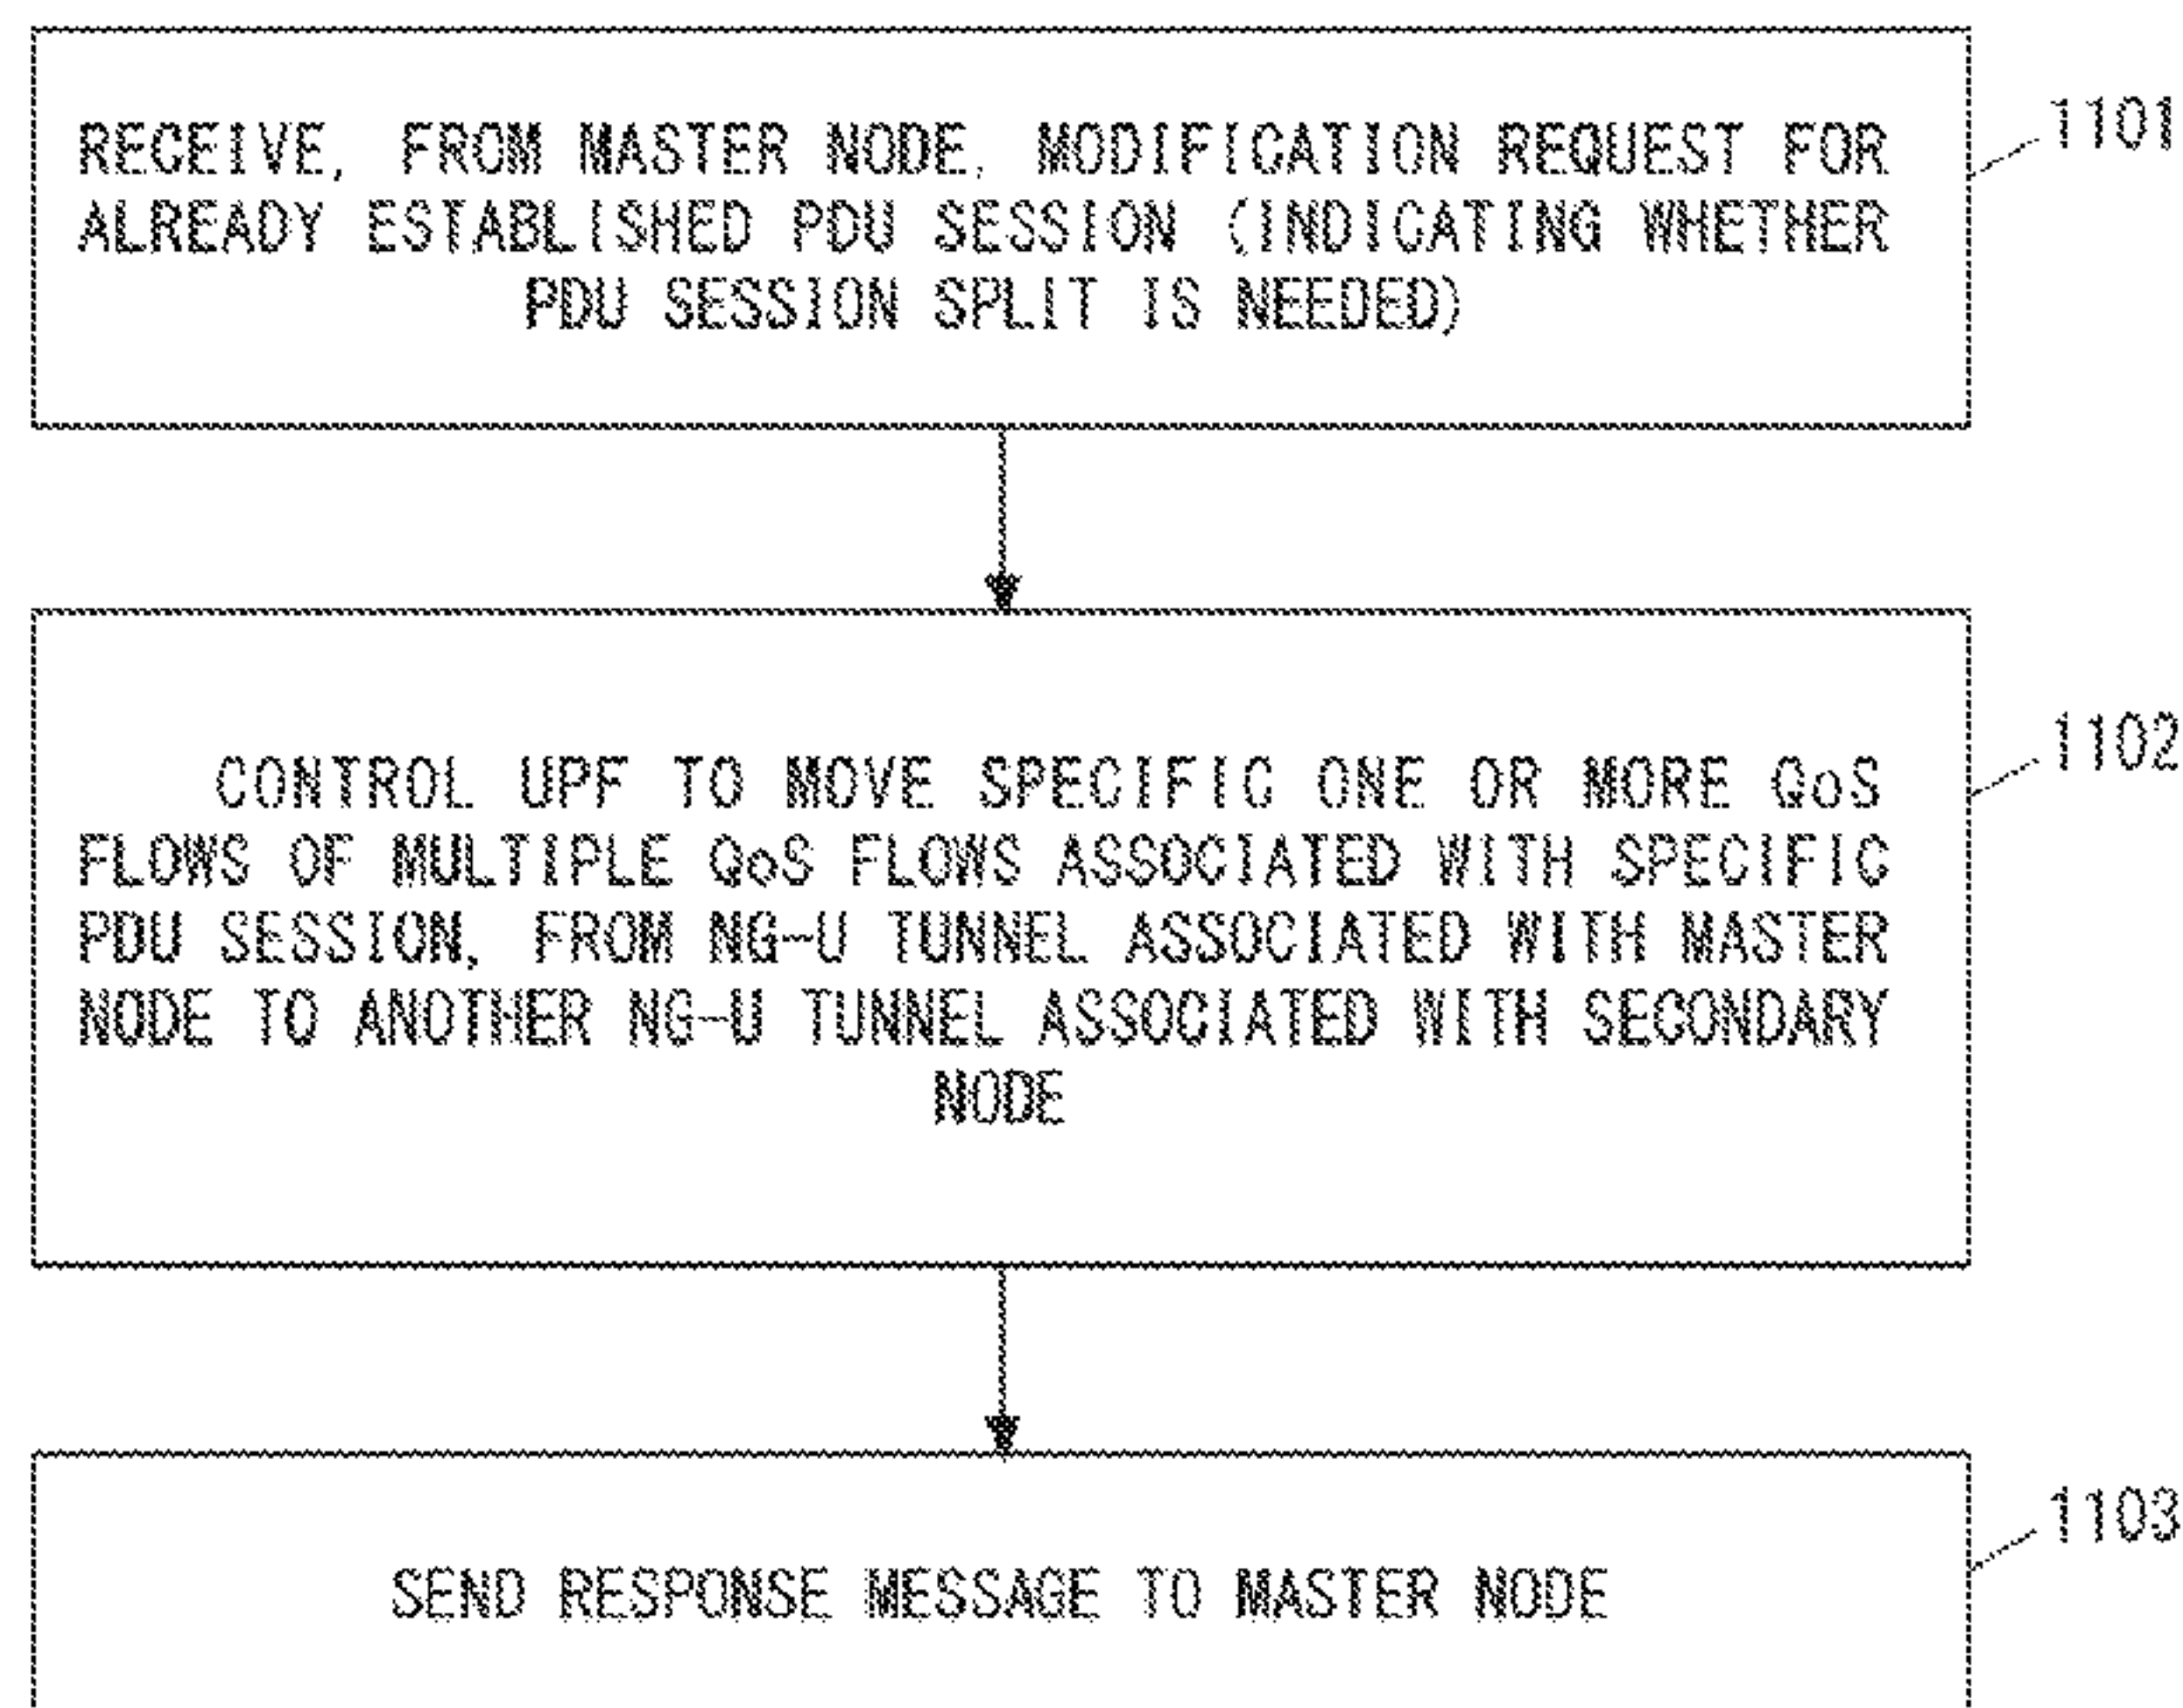 RECEIVE, FROM MASTER NODE, MODIFICATION REQUEST FOR
ALREADY ESTABLISHED PDU SESSION (INDICATING WHETHER
PDU SESSION SPLIT IS NEEDED)
1101
CONTROL UPF TO MOVE SPECIFIC ONE OR MORE QoS
FLOWS OF MULTIPLE QoS FLOWS ASSOCIATED WITH SPECIFIC
PDU SESSION, FROM NG-U TUNNEL ASSOCIATED WITH MASTER
NODE TO ANOTHER NG-U TUNNEL ASSOCIATED WITH SECONDARY
NODE
1102
SEND RESPONSE MESSAGE TO MASTER NODE
1103